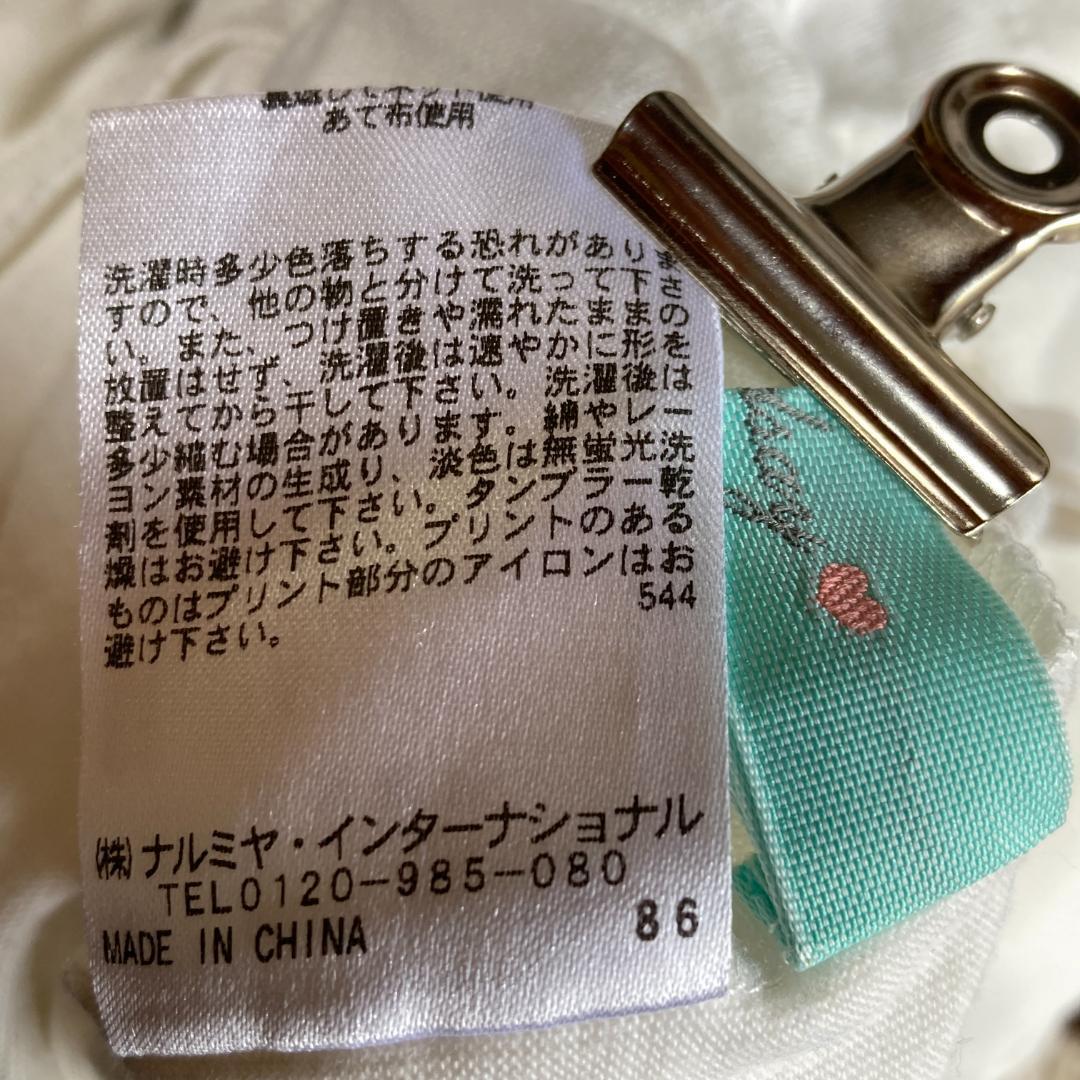 あて布使用
洗濯時多少色落ちする恐れがありま
すので、他の物と分けて洗って下さ
い。また、つけ置きや濡れたままの
放置はせず、洗濯後は速やかに形を
整えてから干して下さい。洗濯後は
多少縮む場合があります。綿やレー
ヨン素材の生成り、淡色は無蛍光洗
剤を使用して下さい。タンブラー乾
燥はお避け下さい。プリントのある
ものはプリント部分のアイロンはお
避け下さい。
544
㈱ナルミヤ・インターナショナル
TEL0120-985-080
MADE IN CHINA 86